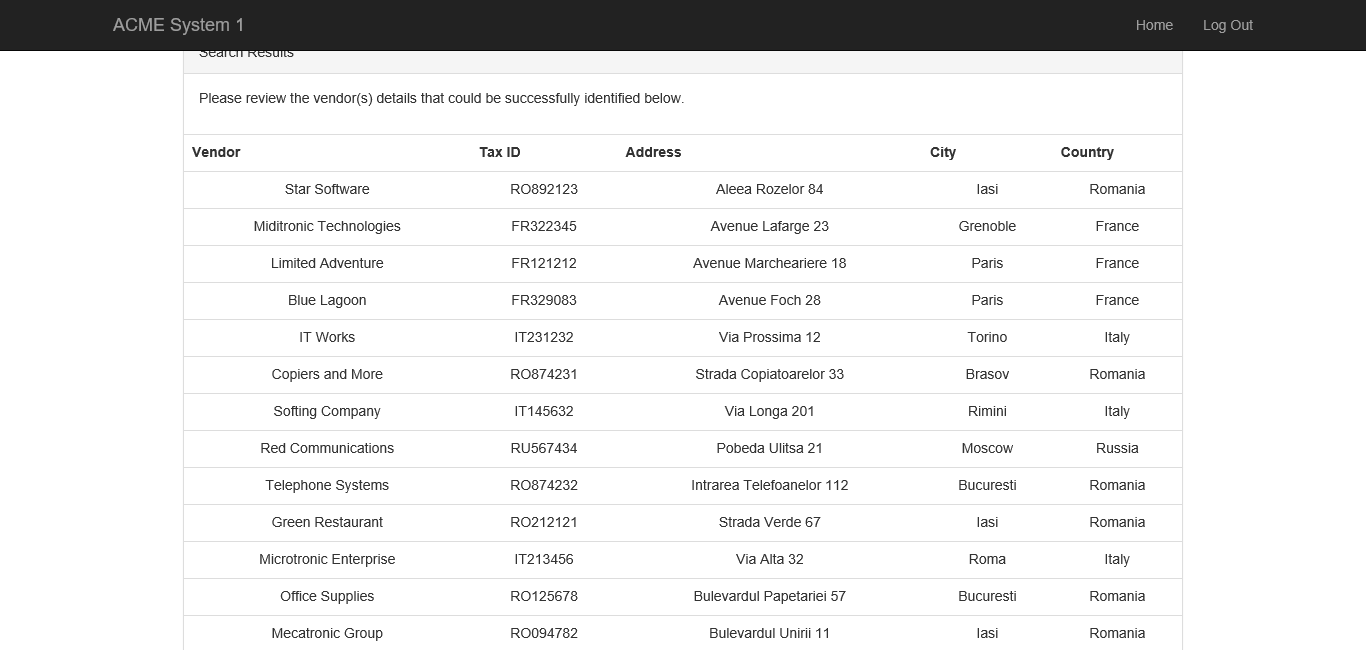 ACME System 1 Home Log Out
Search Results
Please review the vendor(s) details that could be successfully identified below.
Vendor Tax ID Address City Country
Star Software RO892123 Aleea Rozelor 84 Iasi Romania
Miditronic Technologies FR322345 Avenue Lafarge 23 Grenoble France
Limited Adventure FR121212 Avenue Marcheariere 18 Paris France
Blue Lagoon FR329083 Avenue Foch 28 Paris France
IT Works IT231232 Via Prossima 12 Torino Italy
Copiers and More RO874231 Strada Copiatoarelor 33 Brasov Romania
Softing Company IT145632 Via Longa 201 Rimini Italy
Red Communications RU567434 Pobeda Ulitsa 21 Moscow Russia
Telephone Systems RO874232 Intrarea Telefoanelor 112 Bucuresti Romania
Green Restaurant RO212121 Strada Verde 67 Iasi Romania
Microtronic Enterprise IT213456 Via Alta 32 Roma Italy
Office Supplies RO125678 Bulevardul Papetariei 57 Bucuresti Romania
Mecatronic Group RO094782 Bulevardul Unirii 11 Iasi Romania